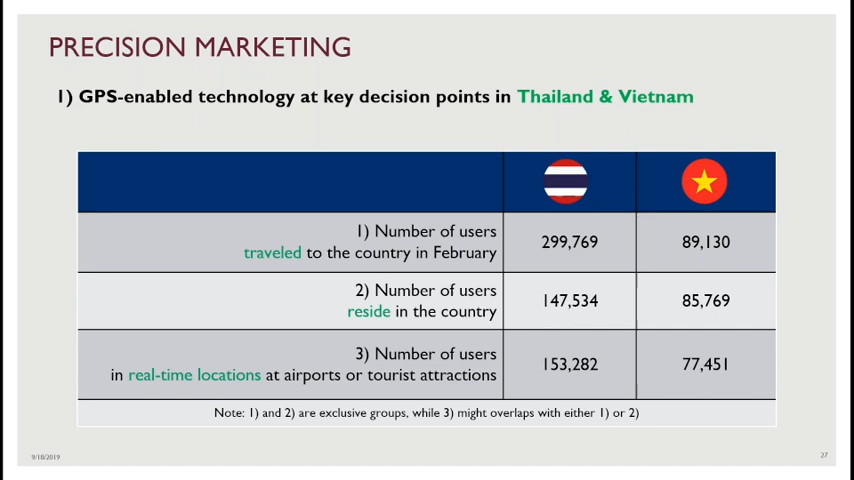 PRECISION MARKETING
1) GPS-enabled technology at key decision points in Thailand & Vietnam
1) Number of users
traveled to the country in February
299,769
89,130
2) Number of users
reside in the country
147,534
85,769
3) Number of users
in real-time locations at airports or tourist attractions
153,282
77,451
Note: 1) and 2) are exclusive groups, while 3) might overlaps with either 1) or 2)
9/18/2019
27